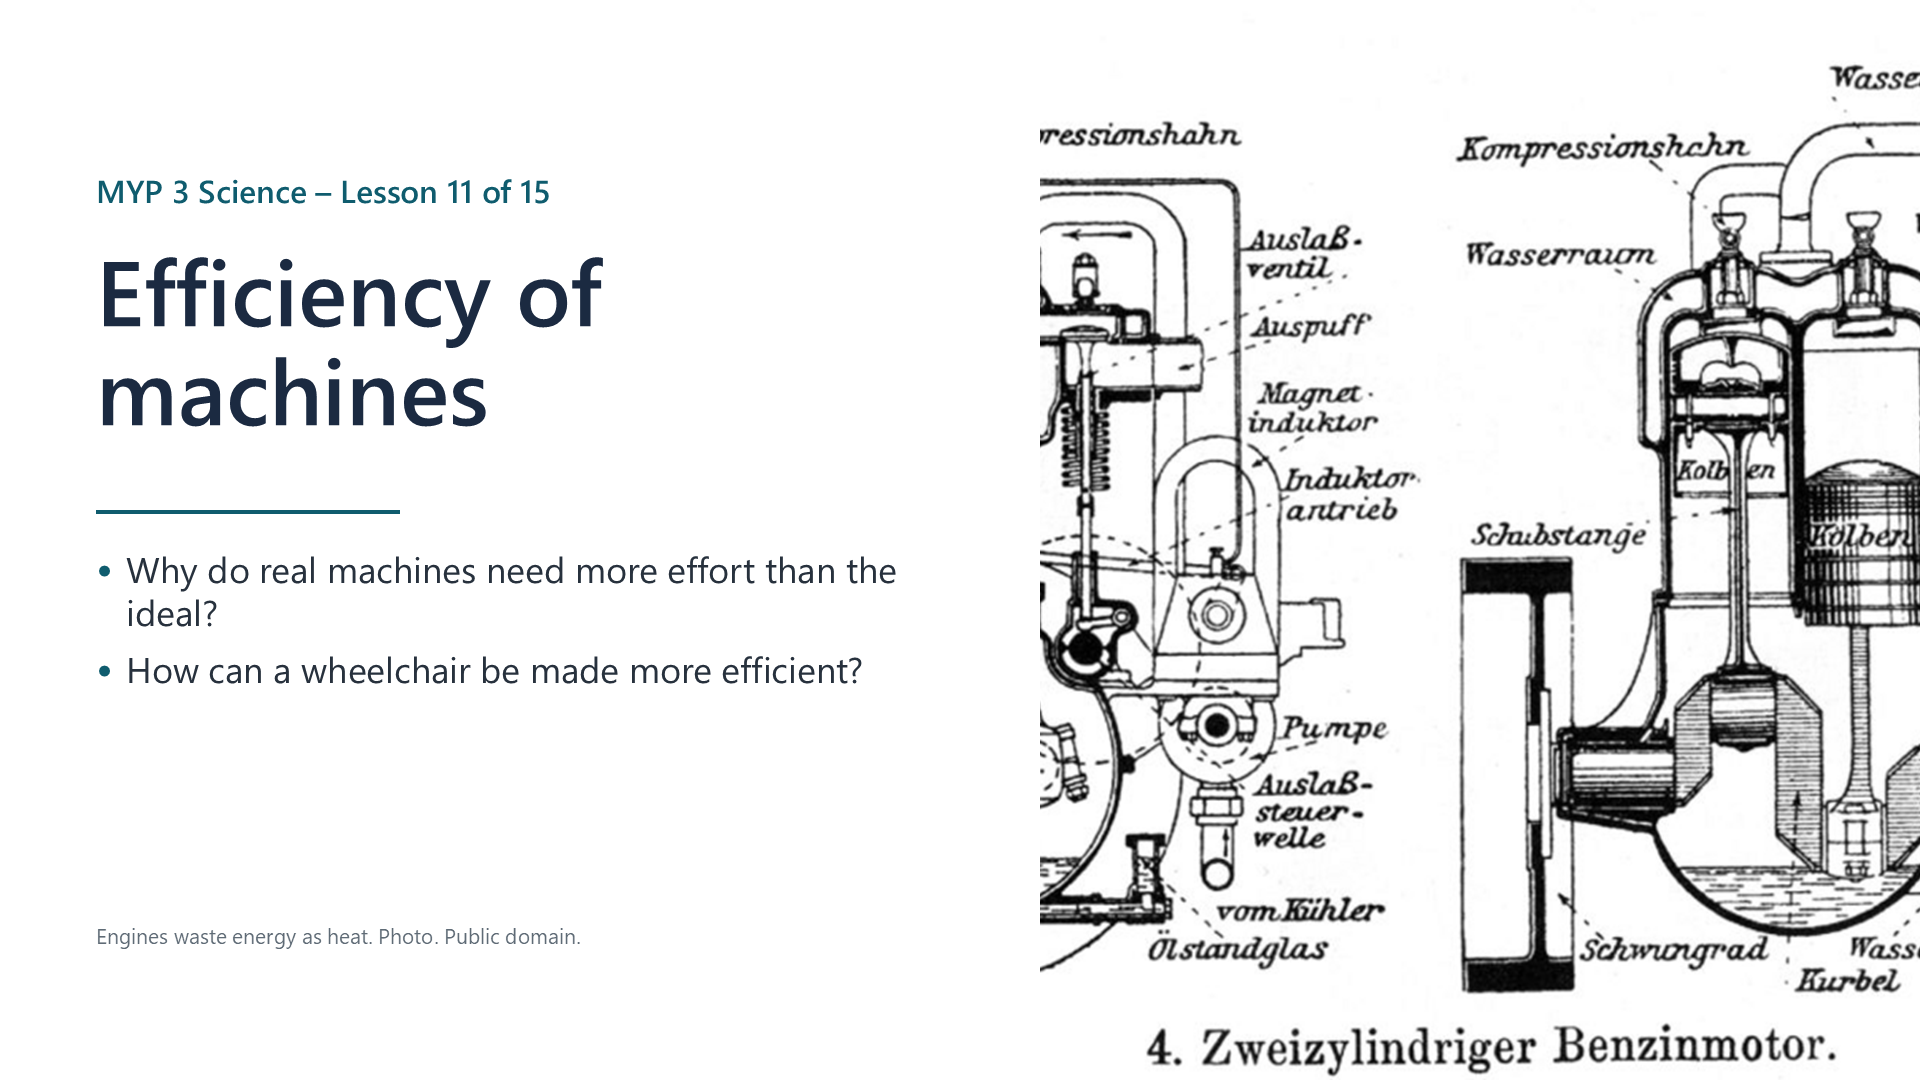 MYP 3 Science – Lesson 11 of 15
Efficiency of
machines
• Why do real machines need more effort than the
ideal?
• How can a wheelchair be made more efficient?
Engines waste energy as heat. Photo. Public domain.
Kompressionshahn
Wasserraum
Auslaß-
ventil
Auspuff
Magnet-
induktor
Induktor-
antrieb
Kolben
Kolben
Schubstange
Pumpe
Auslaß-
steuer-
welle
vom Kühler
Ölstandglas
Schwungrad
Kurbel
4. Zweizylindriger Benzinmotor.